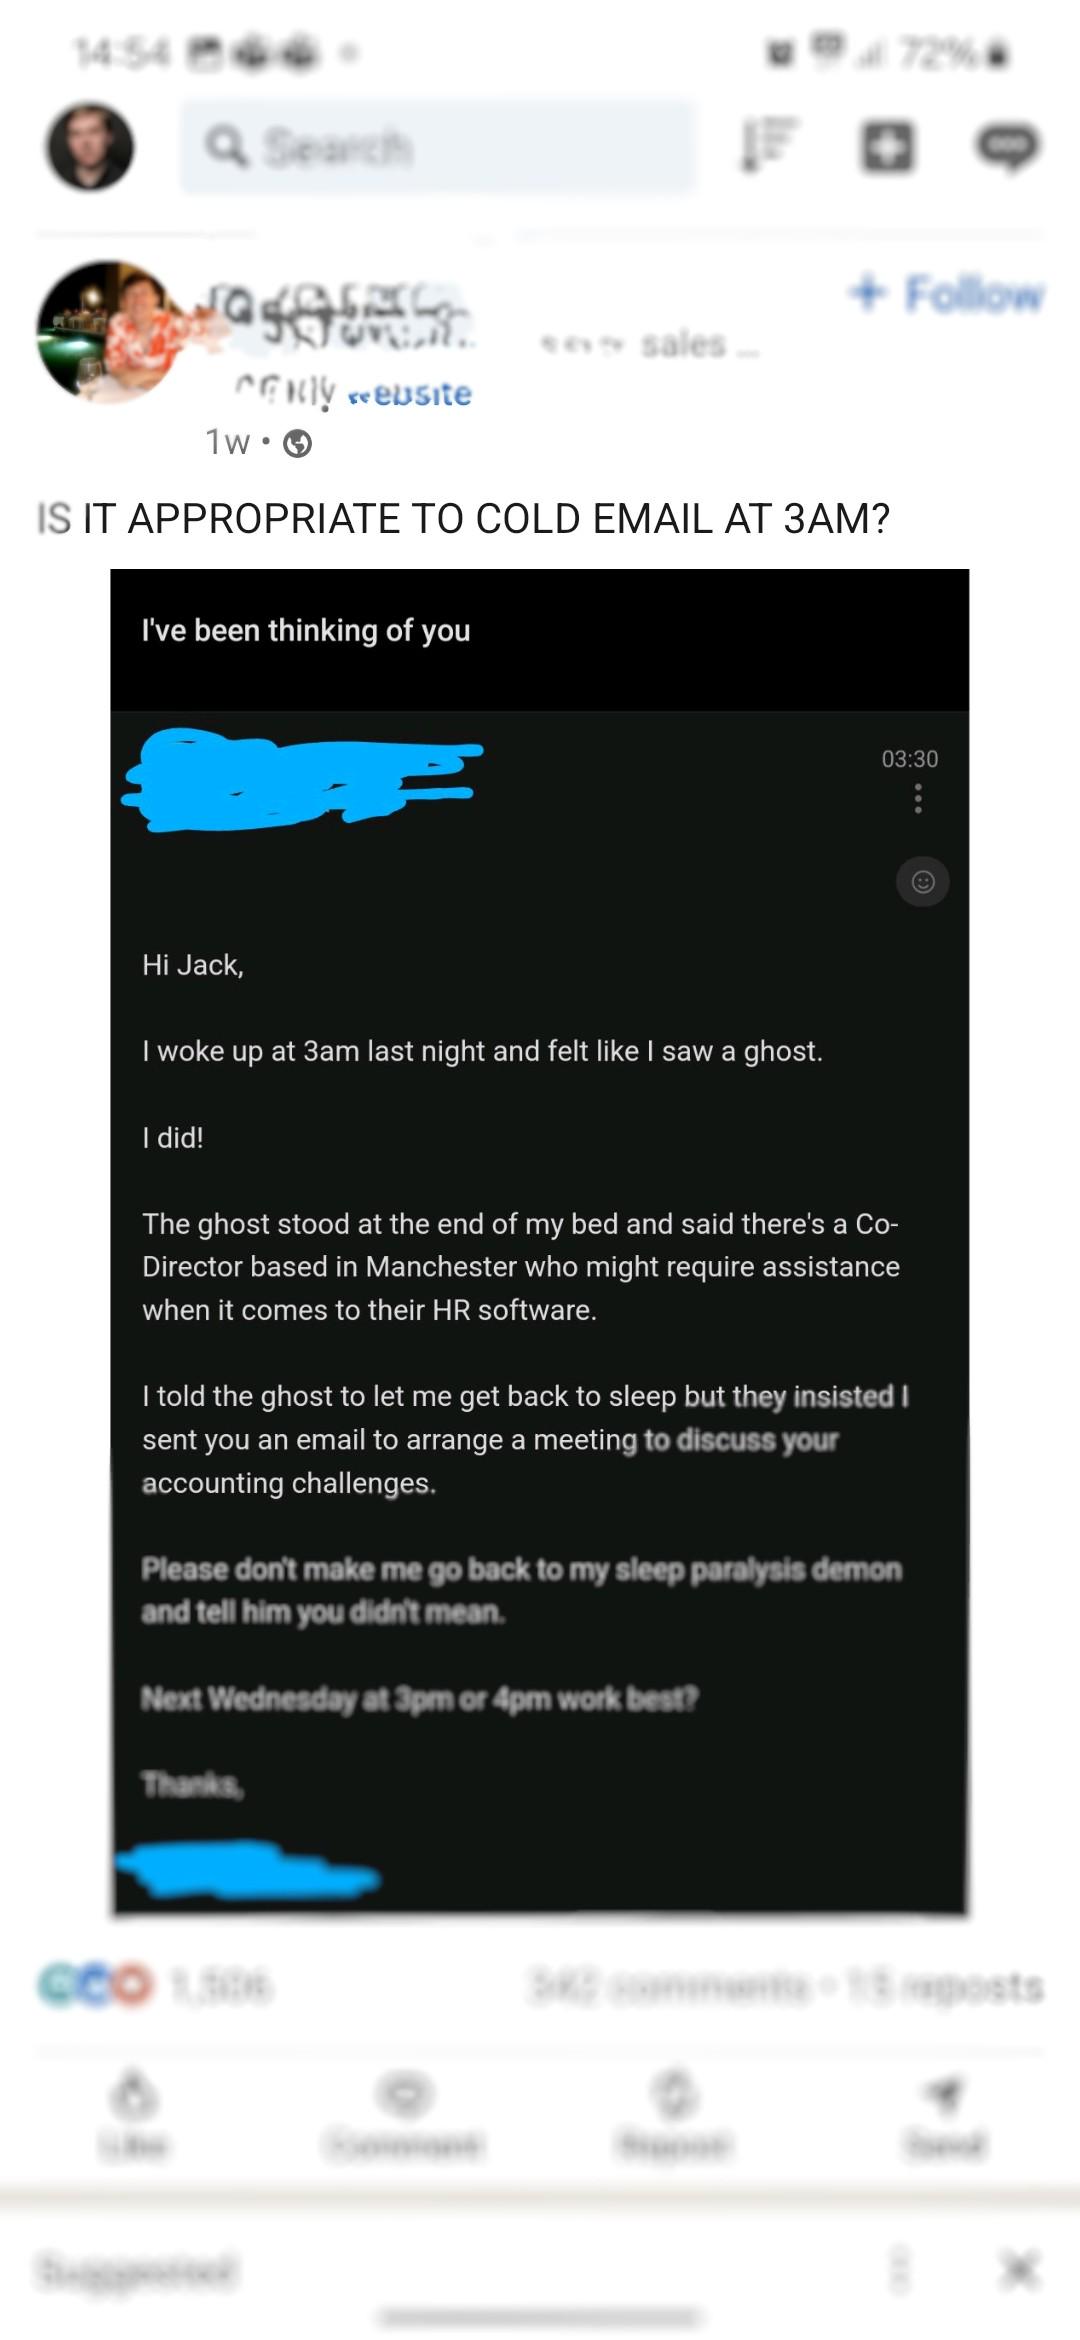 14:54 72%
Search
+ Follow
sales ...
website
1w •
IS IT APPROPRIATE TO COLD EMAIL AT 3AM?
I've been thinking of you
03:30
Hi Jack,
I woke up at 3am last night and felt like I saw a ghost.
I did!
The ghost stood at the end of my bed and said there's a Co-
Director based in Manchester who might require assistance
when it comes to their HR software.
I told the ghost to let me get back to sleep but they insisted I
sent you an email to arrange a meeting to discuss your
accounting challenges.
Please don't make me go back to my sleep paralysis demon
and tell him you didn't mean.
Next Wednesday at 3pm or 4pm work best?
Thanks,
342 comments • 15 reposts
Like Comment Repost Send
Suggested